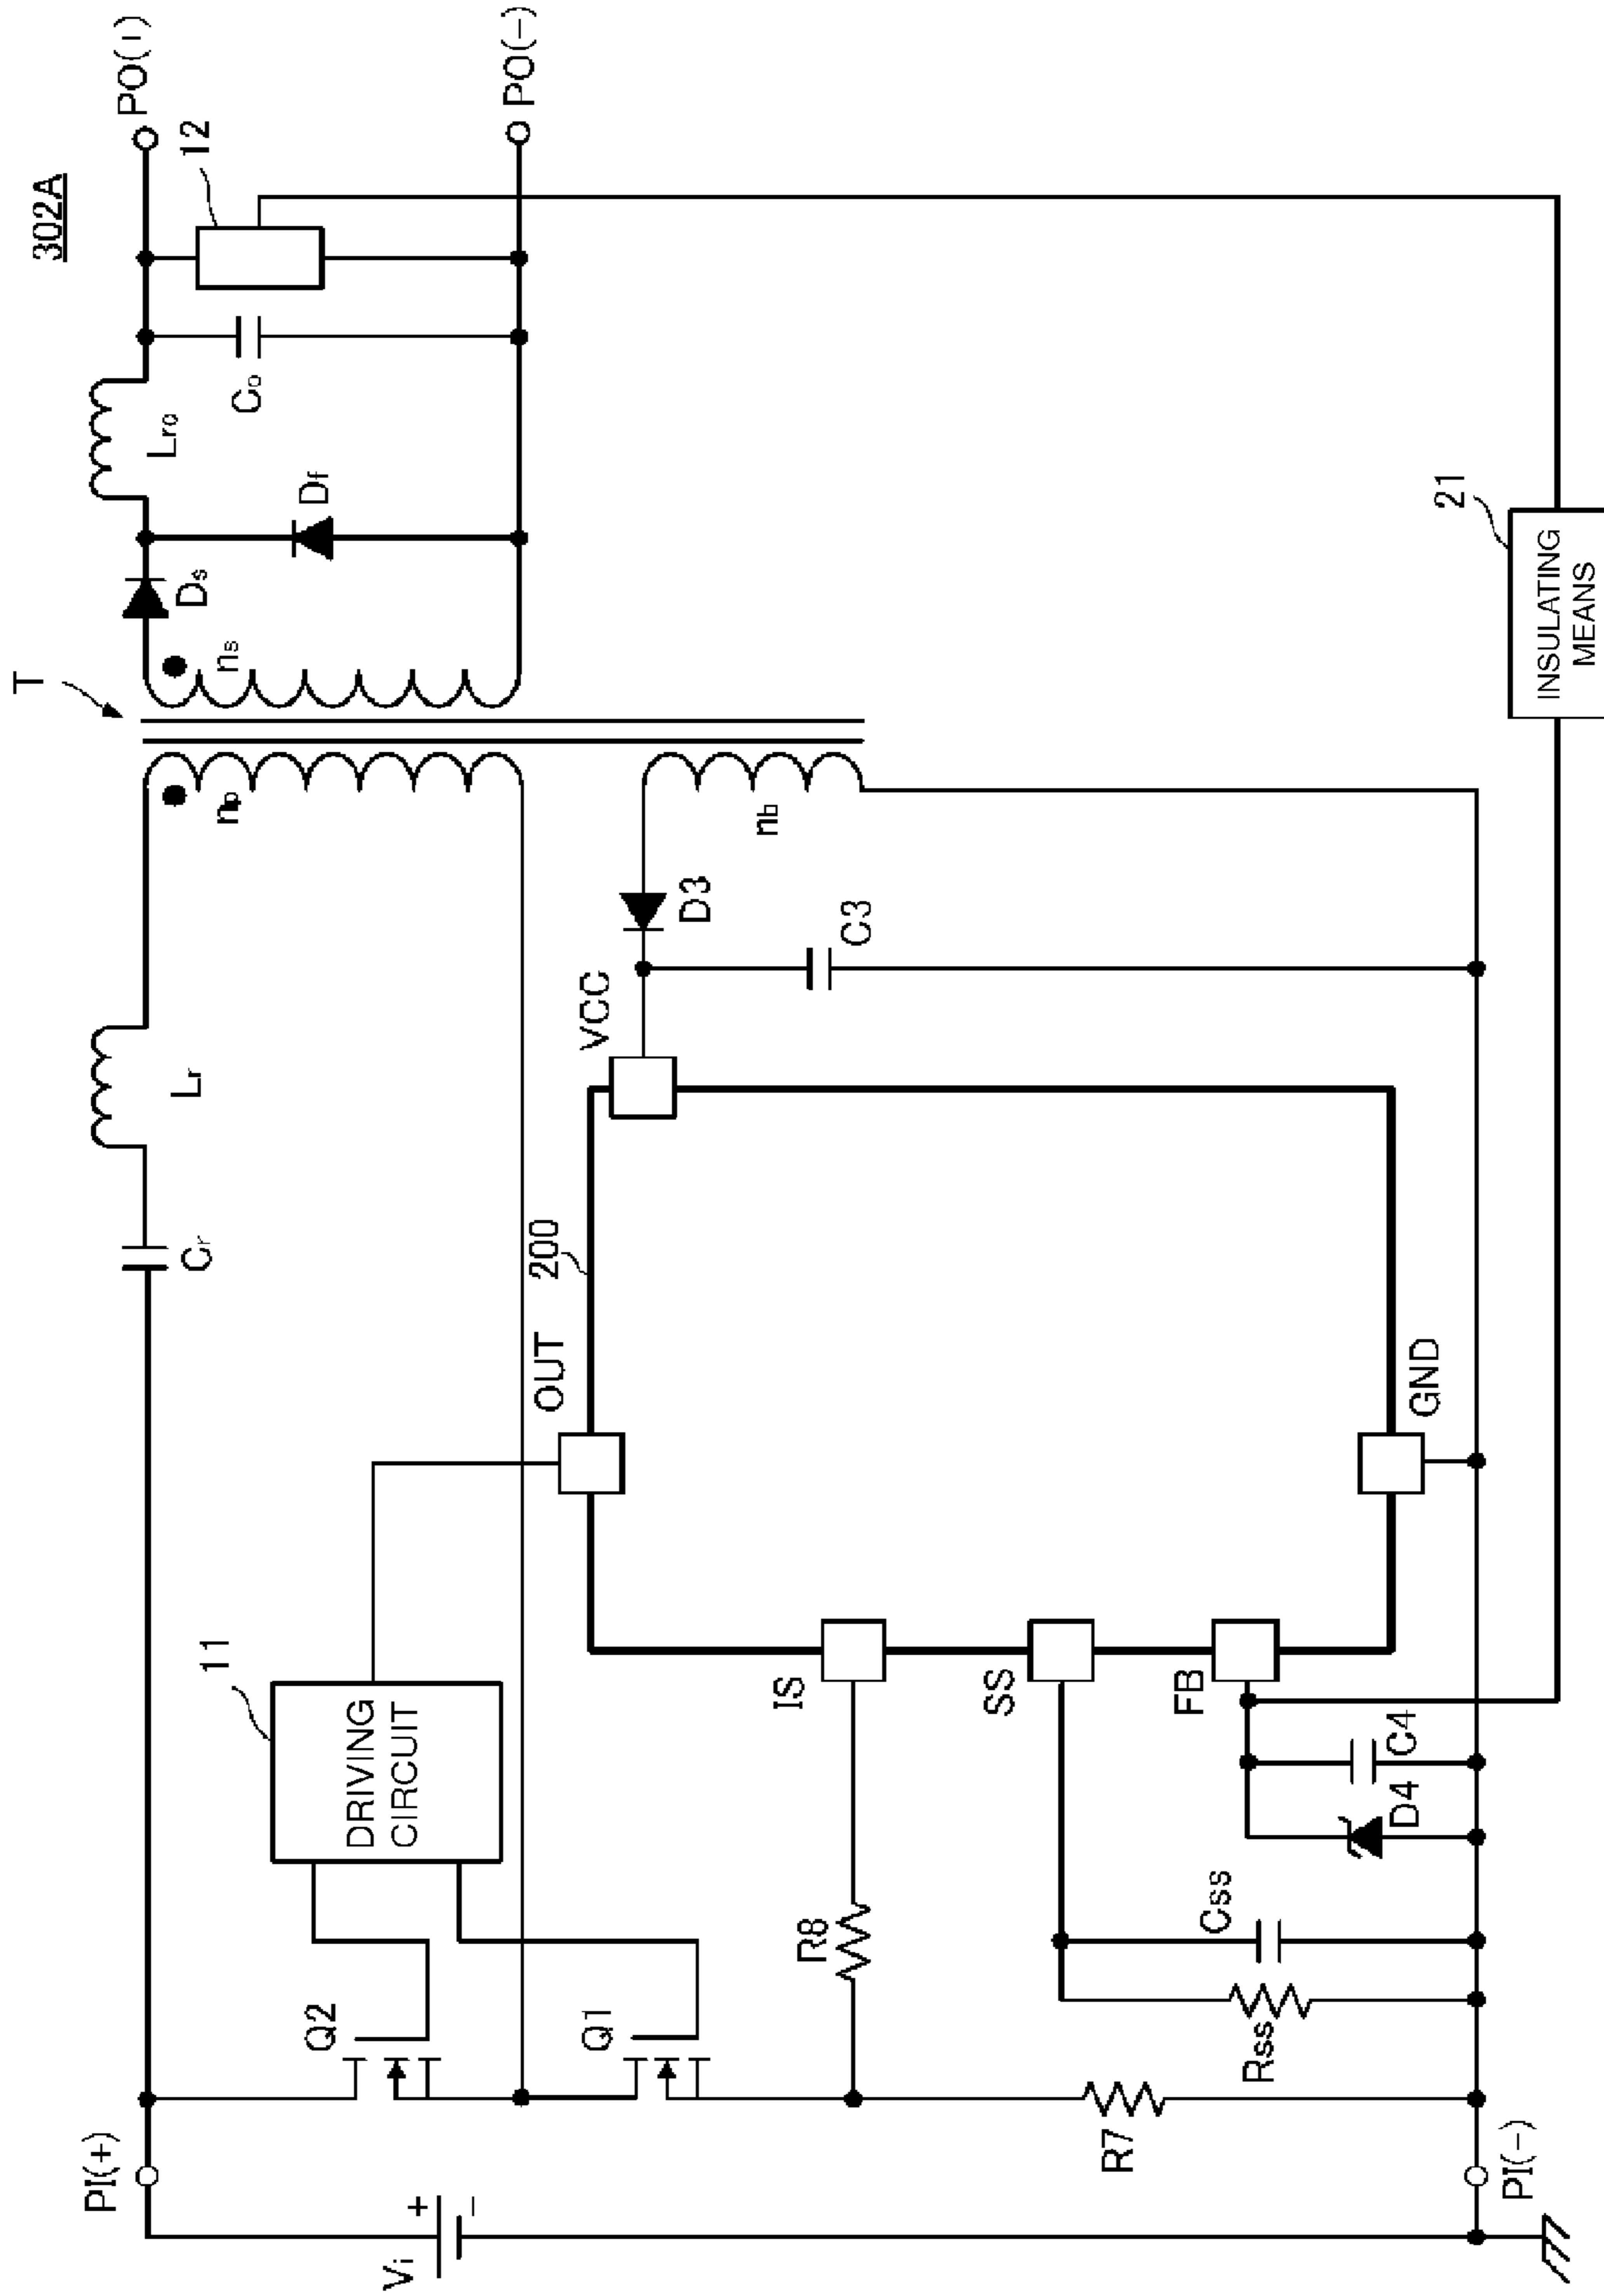 302A
T
PO(+)
12
PO(-)
Lr
Lro
Cr
Ds
Df
Co
np
ns
PI(+)
Q2
11
DRIVING
CIRCUIT
Vi
+
−
Q1
OUT
200
VCC
D3
nb
C3
IS
R8
SS
FB
GND
R7
Rss
Css
D4
C4
PI(-)
21
INSULATING
MEANS